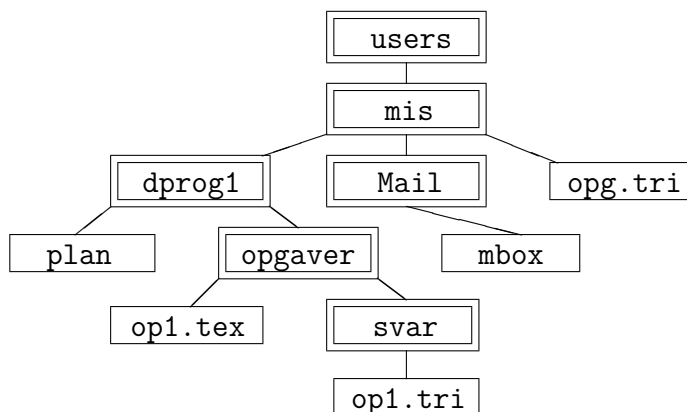 users
mis
dprog1 Mail opg.tri
plan opgaver mbox
op1.tex svar
op1.tri